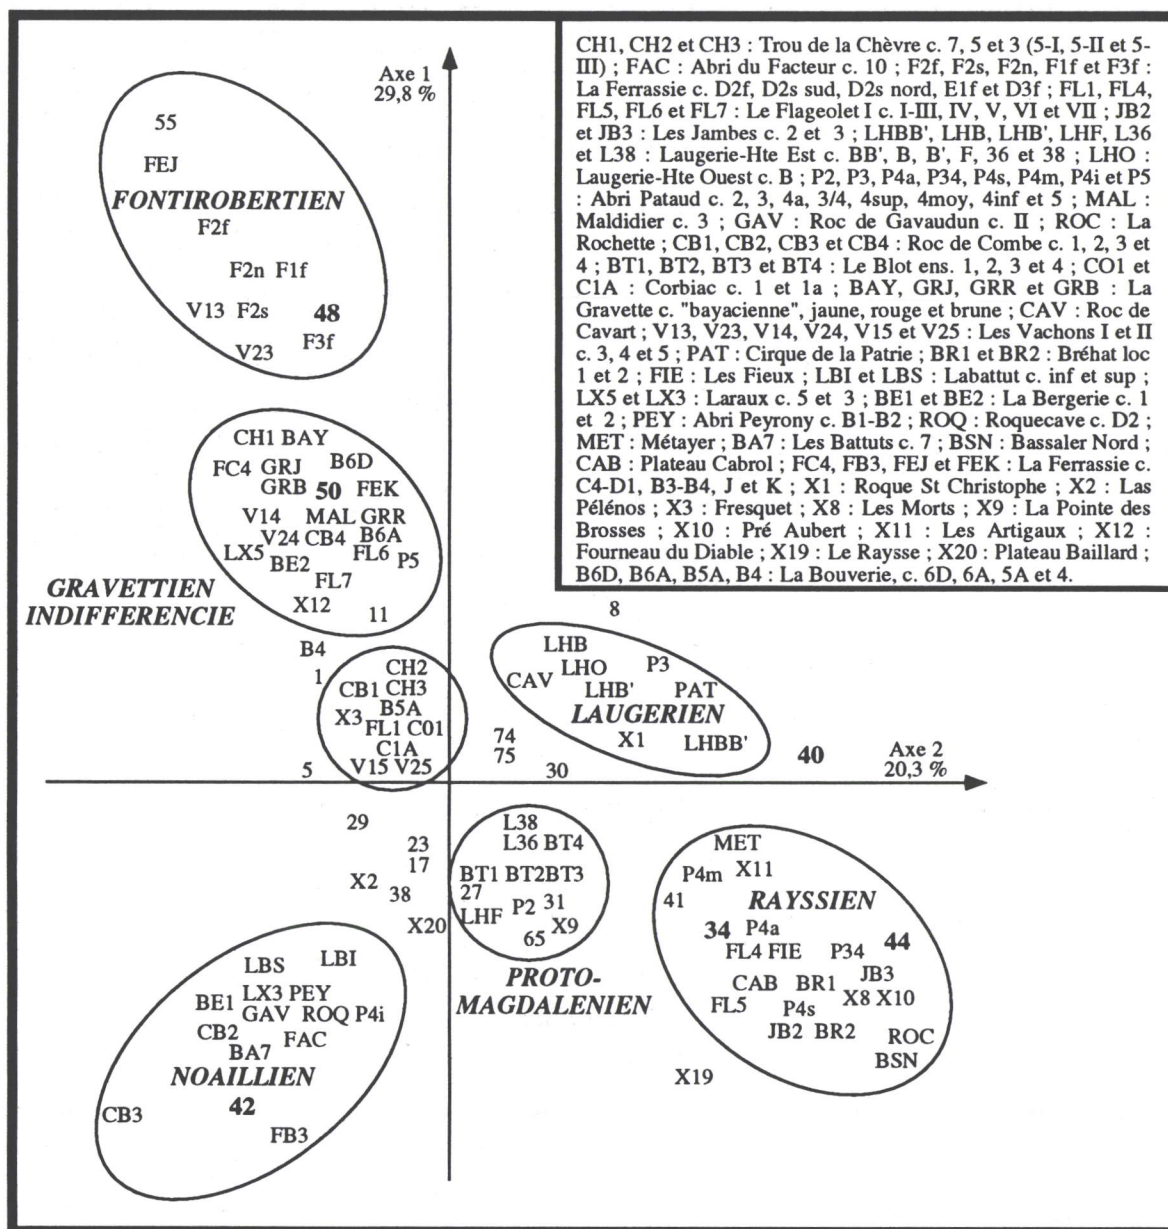 Axe 1
29,8 %
CH1, CH2 et CH3 : Trou de la Chèvre c. 7, 5 et 3 (5-I, 5-II et 5-
III) ; FAC : Abri du Facteur c. 10 ; F2f, F2s, F2n, F1f et F3f :
La Ferrassie c. D2f, D2s sud, D2s nord, E1f et D3f ; FL1, FL4,
FL5, FL6 et FL7 : Le Flageolet I c. I-III, IV, V, VI et VII ; JB2
et JB3 : Les Jambes c. 2 et 3 ; LHBB', LHB, LHB', LHF, L36
et L38 : Laugerie-Hte Est c. BB', B, B', F, 36 et 38 ; LHO :
Laugerie-Hte Ouest c. B ; P2, P3, P4a, P34, P4s, P4m, P4i et P5
: Abri Pataud c. 2, 3, 4a, 3/4, 4sup, 4moy, 4inf et 5 ; MAL :
Maldidier c. 3 ; GAV : Roc de Gavaudun c. II ; ROC : La
Rochette ; CB1, CB2, CB3 et CB4 : Roc de Combe c. 1, 2, 3 et
4 ; BT1, BT2, BT3 et BT4 : Le Blot ens. 1, 2, 3 et 4 ; CO1 et
C1A : Corbiac c. 1 et 1a ; BAY, GRJ, GRR et GRB : La
Gravette c. "bayacienne", jaune, rouge et brune ; CAV : Roc de
Cavart ; V13, V23, V14, V24, V15 et V25 : Les Vachons I et II
c. 3, 4 et 5 ; PAT : Cirque de la Patrie ; BR1 et BR2 : Bréhat loc
1 et 2 ; FIE : Les Fieux ; LBI et LBS : Labattut c. inf et sup ;
LX5 et LX3 : Laraux c. 5 et 3 ; BE1 et BE2 : La Bergerie c. 1
et 2 ; PEY : Abri Peyrony c. B1-B2 ; ROQ : Roquecave c. D2 ;
MET : Métayer ; BA7 : Les Battuts c. 7 ; BSN : Bassaler Nord ;
CAB : Plateau Cabrol ; FC4, FB3, FEJ et FEK : La Ferrassie c.
C4-D1, B3-B4, J et K ; X1 : Roque St Christophe ; X2 : Las
Pélénos ; X3 : Fresquet ; X8 : Les Morts ; X9 : La Pointe des
Brosses ; X10 : Pré Aubert ; X11 : Les Artigaux ; X12 :
Fourneau du Diable ; X19 : Le Raysse ; X20 : Plateau Baillard ;
B6D, B6A, B5A, B4 : La Bouverie, c. 6D, 6A, 5A et 4.
55
FEJ
FONTIROBERTIEN
F2f
F2n F1f
V13 F2s 48
F3f
V23
CH1 BAY
FC4 GRJ B6D
GRB 50 FEK
V14 MAL GRR
V24 CB4 B6A
LX5 FL6 P5
BE2
FL7
GRAVETTIEN
INDIFFERENCIE
X12 11
8
B4
1
CH2
CB1 CH3
B5A
X3
FL1 C01
C1A
V15 V25
5
LHB
LHO P3
CAV
LHB' PAT
LAUGERIEN
X1 LHBB'
74
75
30
40
Axe 2
20,3 %
29
23
17
X2
38
X20
L38
L36 BT4
BT1 BT2BT3
27
P2 31
LHF
X9
65
PROTO-
MAGDALENIEN
MET
X11
P4m
41
RAYSSIEN
34 P4a 44
FL4 FIE P34
JB3
CAB BR1
X8 X10
FL5 P4s
JB2 BR2 ROC
BSN
X19
LBS LBI
LX3 PEY
BE1
GAV ROQ P4i
CB2 FAC
BA7
NOAILLIEN
42
CB3
FB3